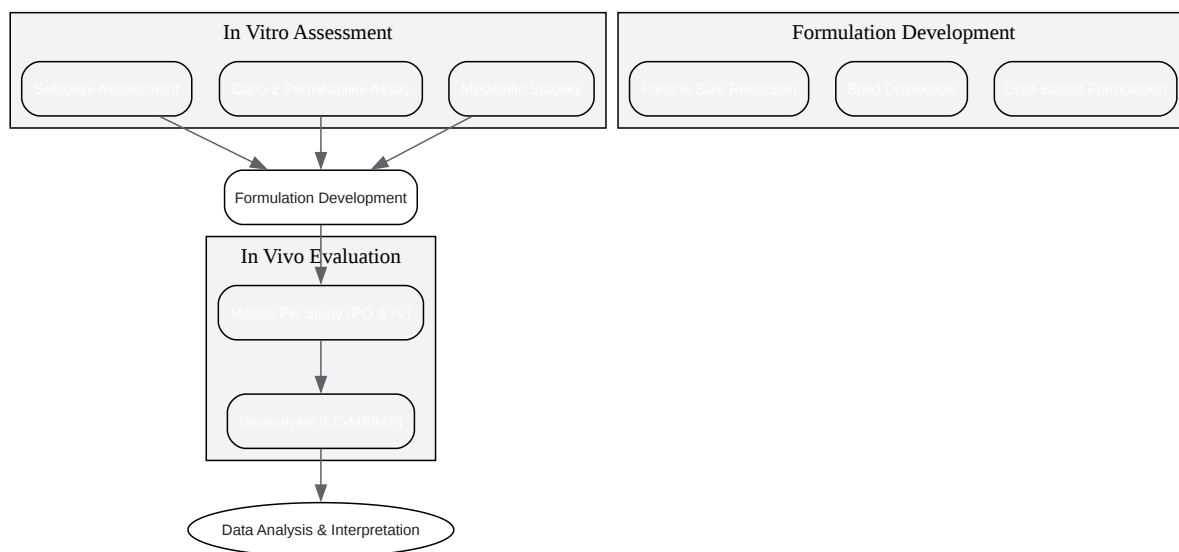 In Vitro Assessment
Formulation Development
Solubility Assessment
Caco-2 Permeability Assay
Metabolic Stability
Particle Size Reduction
Solid Dispersion
Lipid-Based Formulation
Formulation Development
In Vivo Evaluation
Mouse PK Study (PO & IV)
Bioanalysis (LC-MS/MS)
Data Analysis & Interpretation